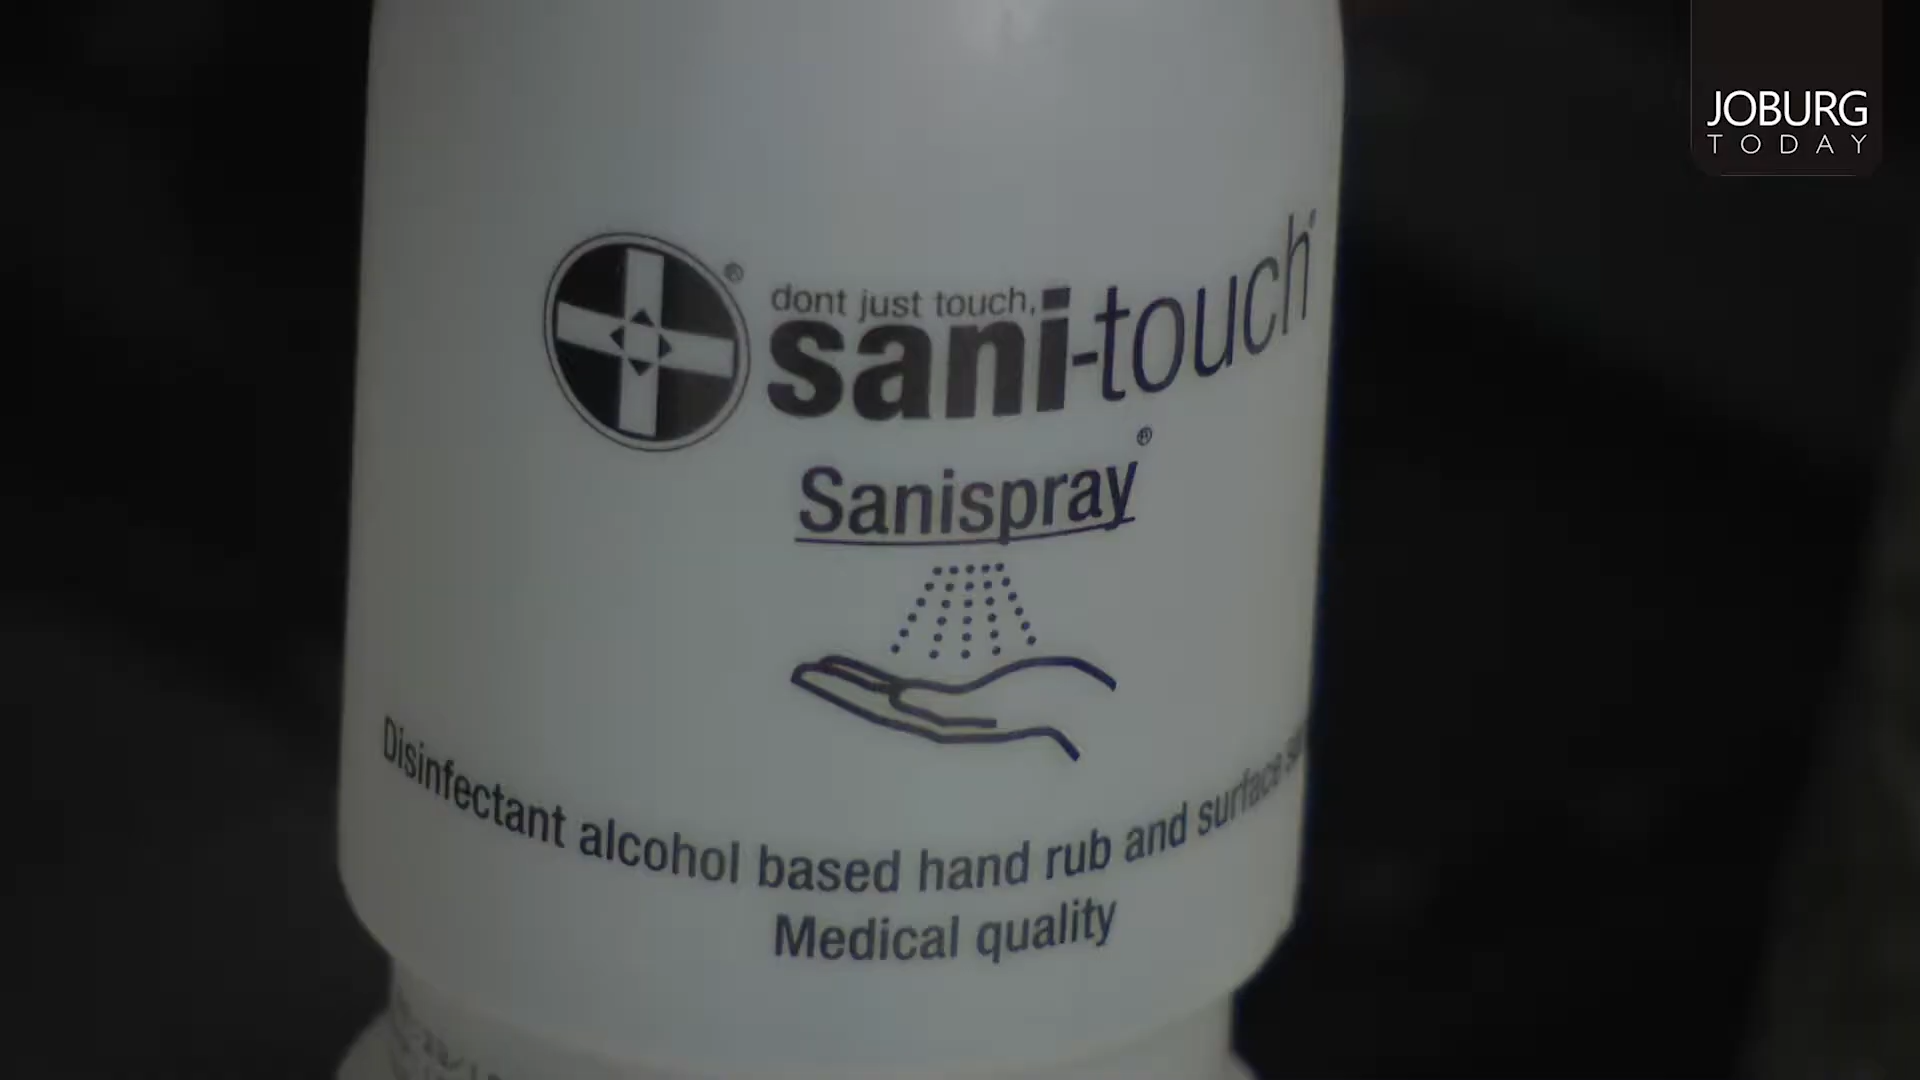 JOBURG
TODAY
dont just touch,
sani-touch
®
®
Sanispray
Disinfectant alcohol based hand rub and surface
Medical quality